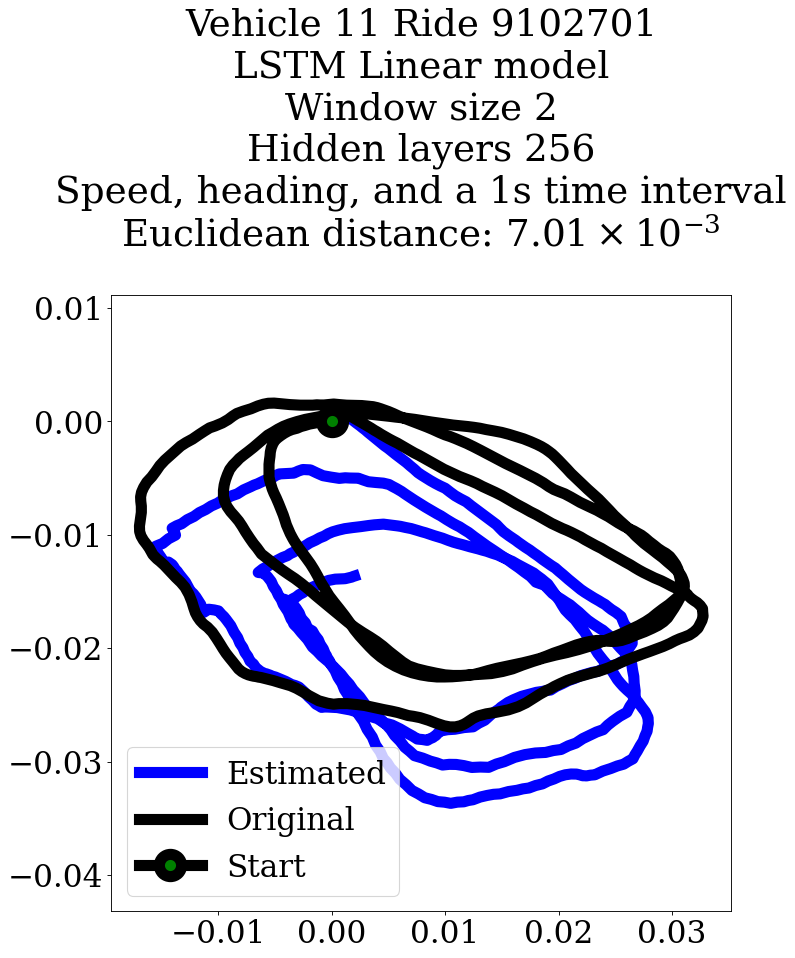 Vehicle 11 Ride 9102701
LSTM Linear model
Window size 2
Hidden layers 256
Speed, heading, and a 1s time interval
Euclidean distance: 7.01 × 10⁻³
0.01
0.00
−0.01
−0.02
−0.03
−0.04
Estimated
Original
Start
−0.01 0.00 0.01 0.02 0.03